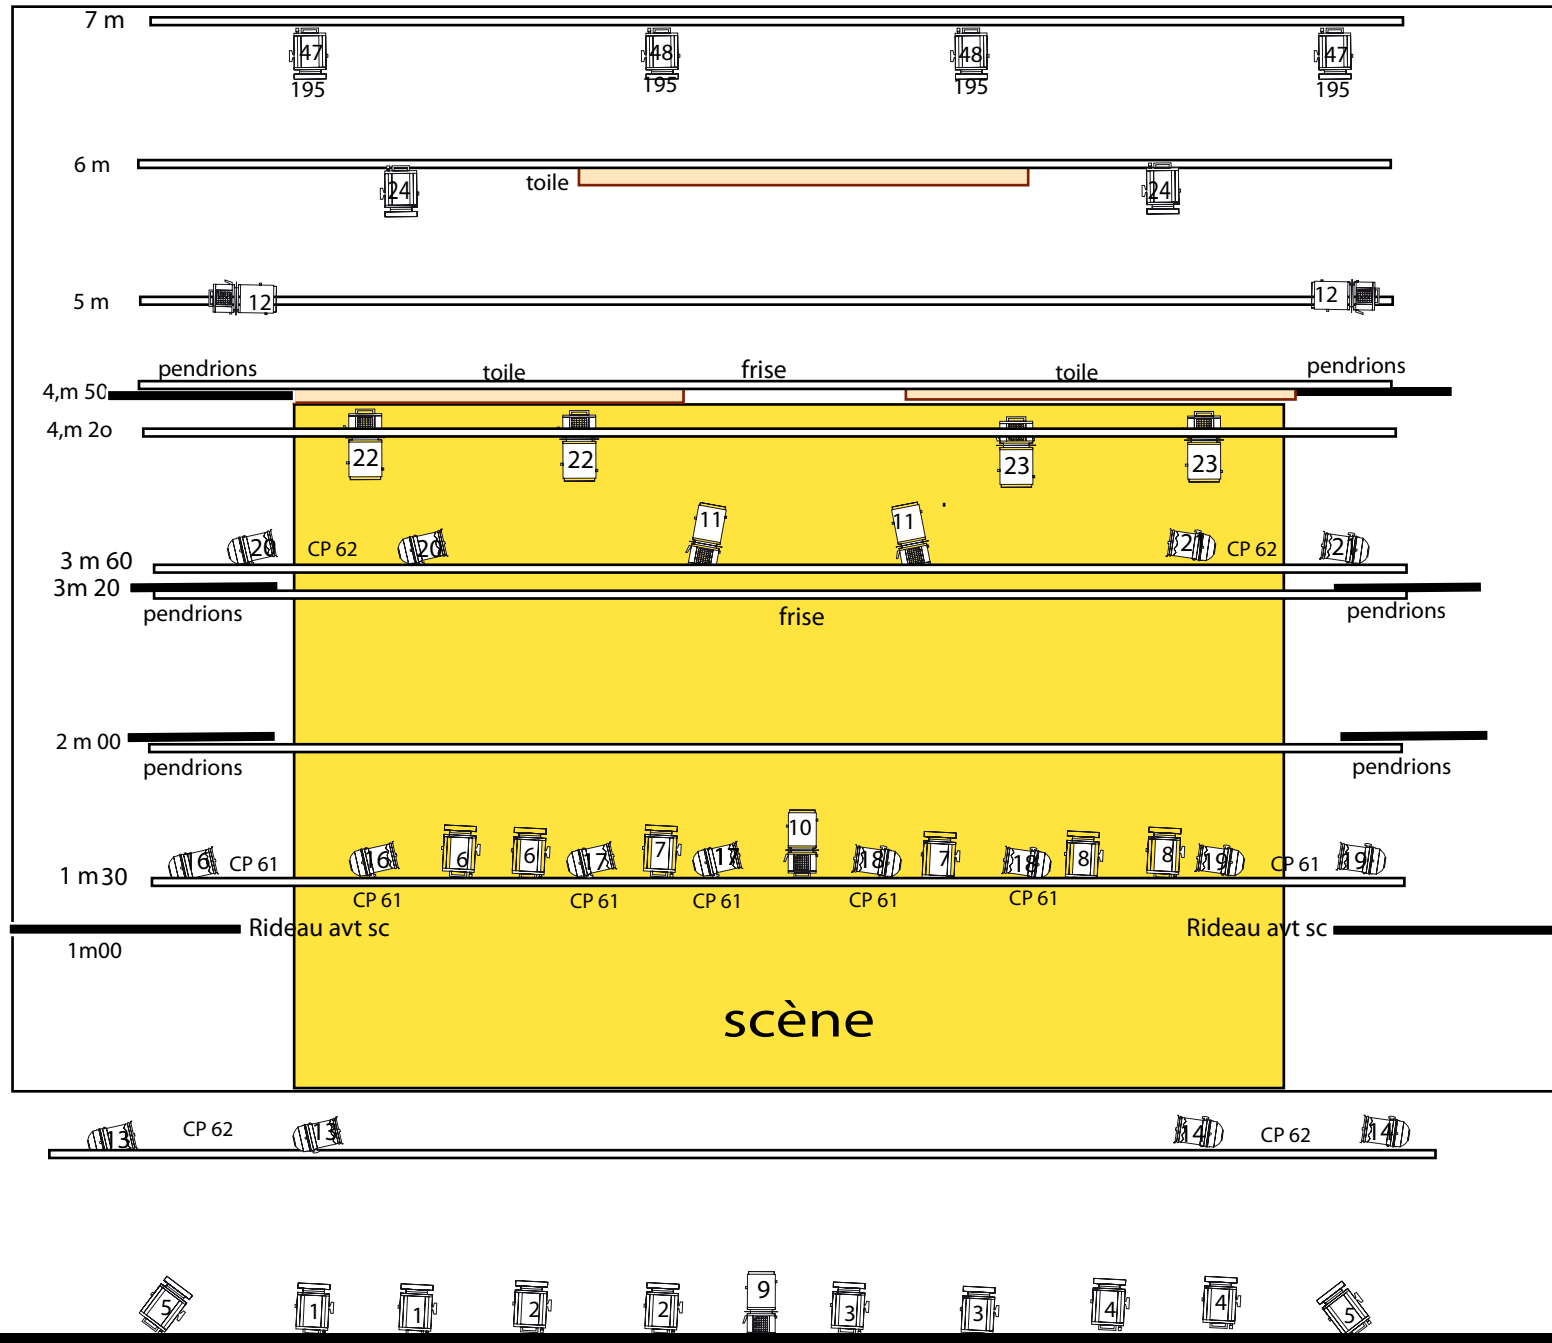 7 m
47 48 48 47
195 195 195 195
6 m
24 toile 24
5 m 12 12
pendrions toile frise toile pendrions
4,m 50
4,m 2o
22 22 23 23
11 11
20 CP 62 20 2 CP 62 2
3 m 60
3m 20
pendrions frise pendrions
2 m 00
pendrions pendrions
10
16 CP 61 16 6 6 17 7 17 18 7 18 8 8 19 CP 61 19
1 m30
CP 61 CP 61 CP 61 CP 61 CP 61
Rideau avt sc Rideau avt sc
1m00
scène
13 CP 62 13 14 CP 62 14
5 1 1 2 2 9 3 3 4 4 5